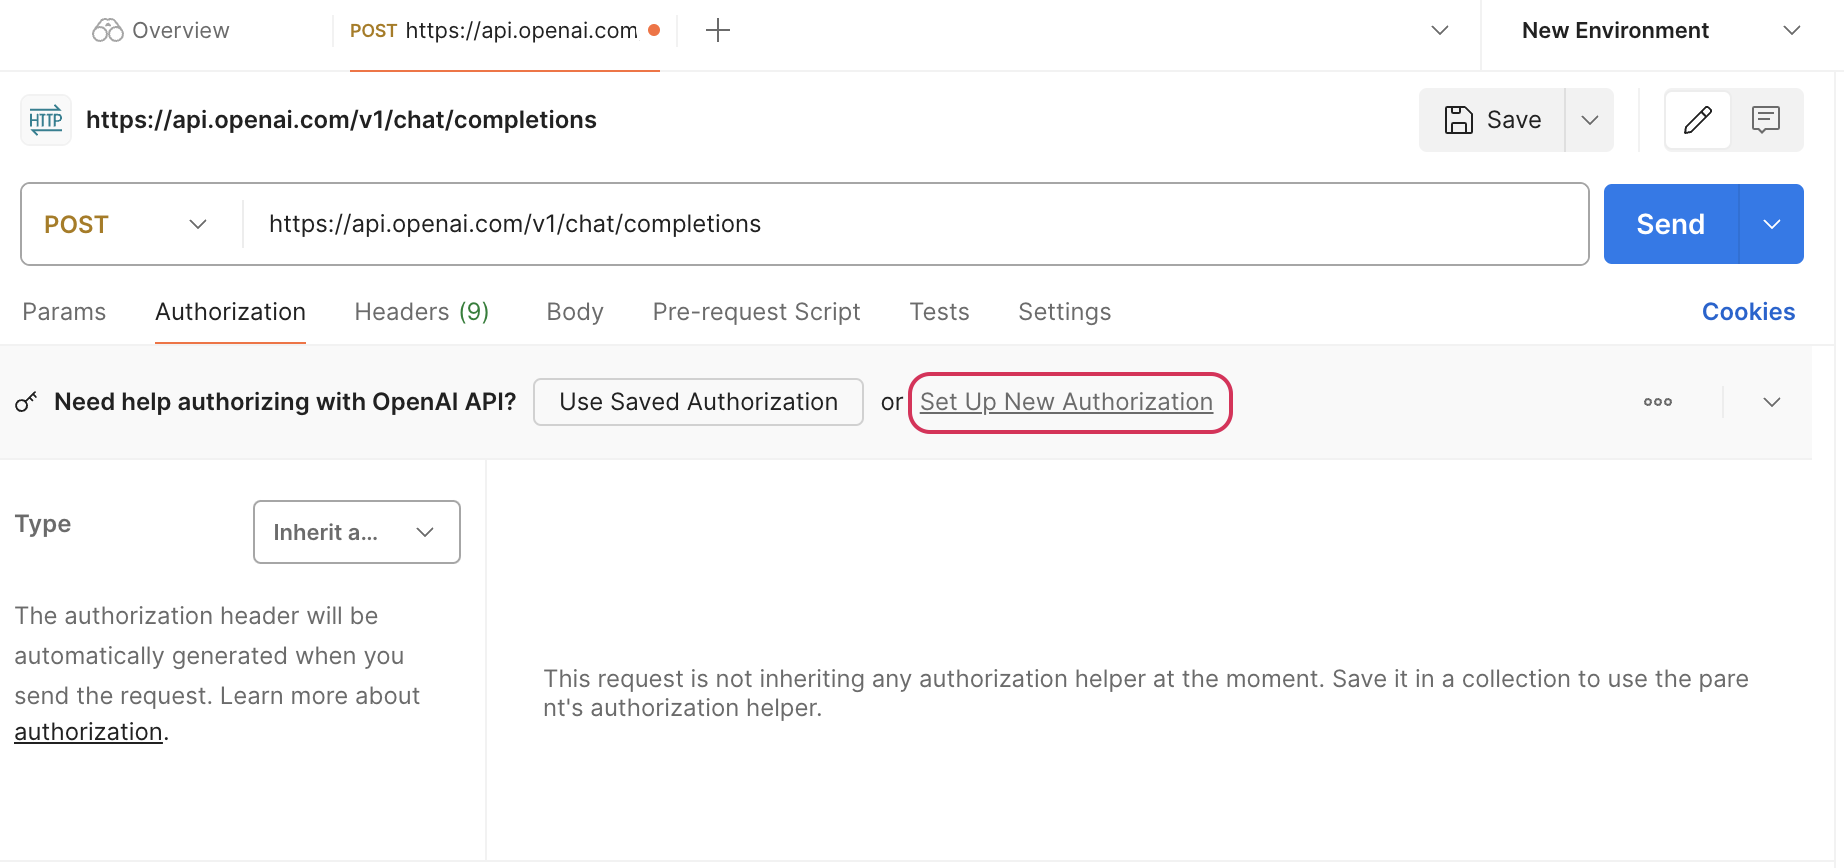 Overview
POST https://api.openai.com
New Environment
HTTP
https://api.openai.com/v1/chat/completions
Save
POST
https://api.openai.com/v1/chat/completions
Send
Params
Authorization
Headers (9)
Body
Pre-request Script
Tests
Settings
Cookies
Need help authorizing with OpenAI API?
Use Saved Authorization
or Set Up New Authorization
Type
Inherit a...
The authorization header will be
automatically generated when you
send the request. Learn more about
authorization.
This request is not inheriting any authorization helper at the moment. Save it in a collection to use the pare
nt's authorization helper.